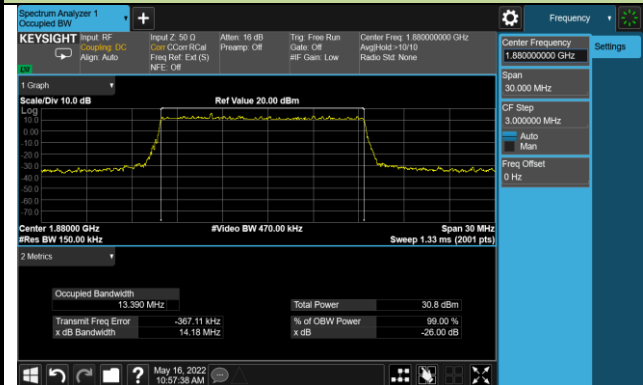 Spectrum Analyzer 1
Occupied BW
Frequency
KEYSIGHT
Input: RF
Coupling: DC
Align: Auto
Input Z: 50 Ω
Corr CCorr RCal
Freq Ref: Ext (S)
NFE: Off
Atten: 16 dB
Preamp: Off
Trig: Free Run
Gate: Off
#IF Gain: Low
Center Freq: 1.880000000 GHz
Avg|Hold:>10/10
Radio Std: None
Center Frequency
1.880000000 GHz
Settings
Span
30.000 MHz
CF Step
3.000000 MHz
Auto
Man
Freq Offset
0 Hz
1 Graph
Scale/Div 10.0 dB
Ref Value 20.00 dBm
Log
10.0
0.00
-10.0
-20.0
-30.0
-40.0
-50.0
-60.0
-70.0
Center 1.88000 GHz
#Video BW 470.00 kHz
Span 30 MHz
#Res BW 150.00 kHz
Sweep 1.33 ms (2001 pts)
2 Metrics
Occupied Bandwidth
13.390 MHz
Total Power
30.8 dBm
Transmit Freq Error
-367.11 kHz
% of OBW Power
99.00 %
x dB Bandwidth
14.18 MHz
x dB
-26.00 dB
May 16, 2022
10:57:38 AM